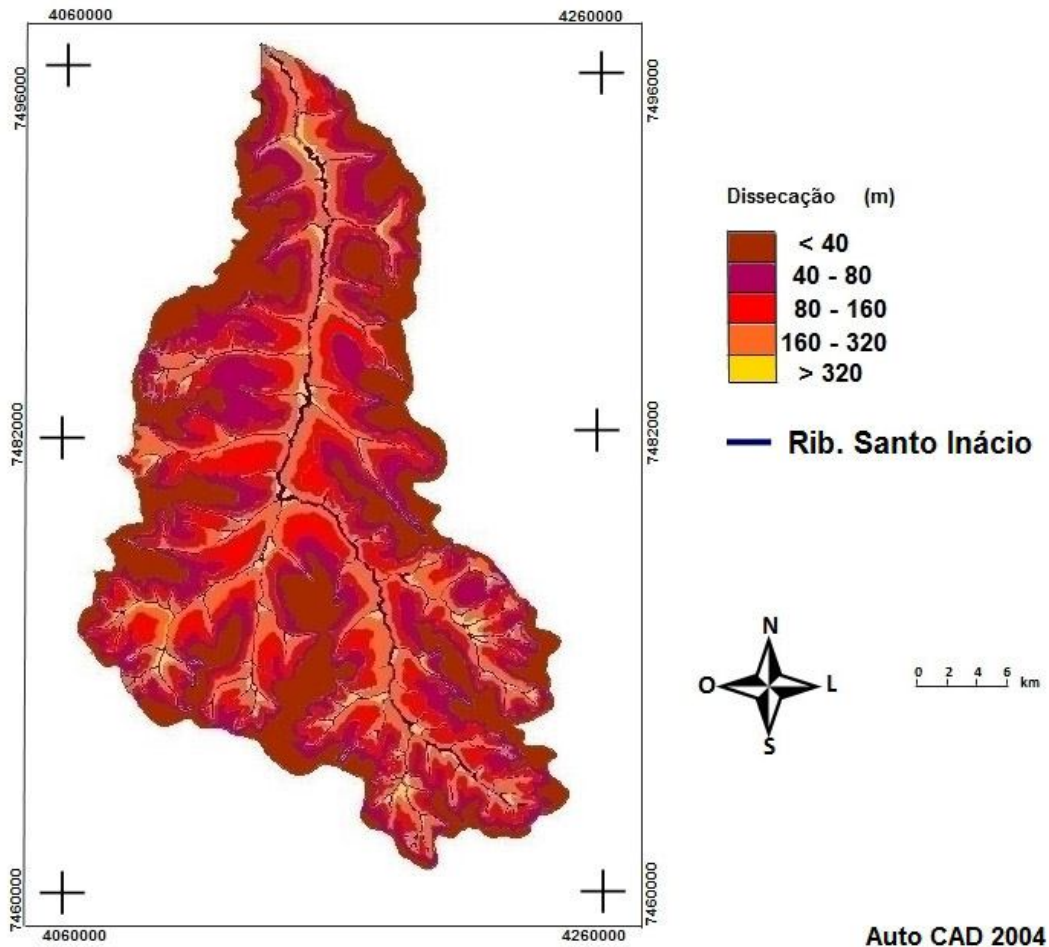 4060000
4260000
7496000
7496000
Dissecação (m)
< 40
40 - 80
80 - 160
160 - 320
> 320
7482000
7482000
Rib. Santo Inácio
N
O
L
S
0 2 4 6 km
7460000
7460000
4060000
4260000
Auto CAD 2004